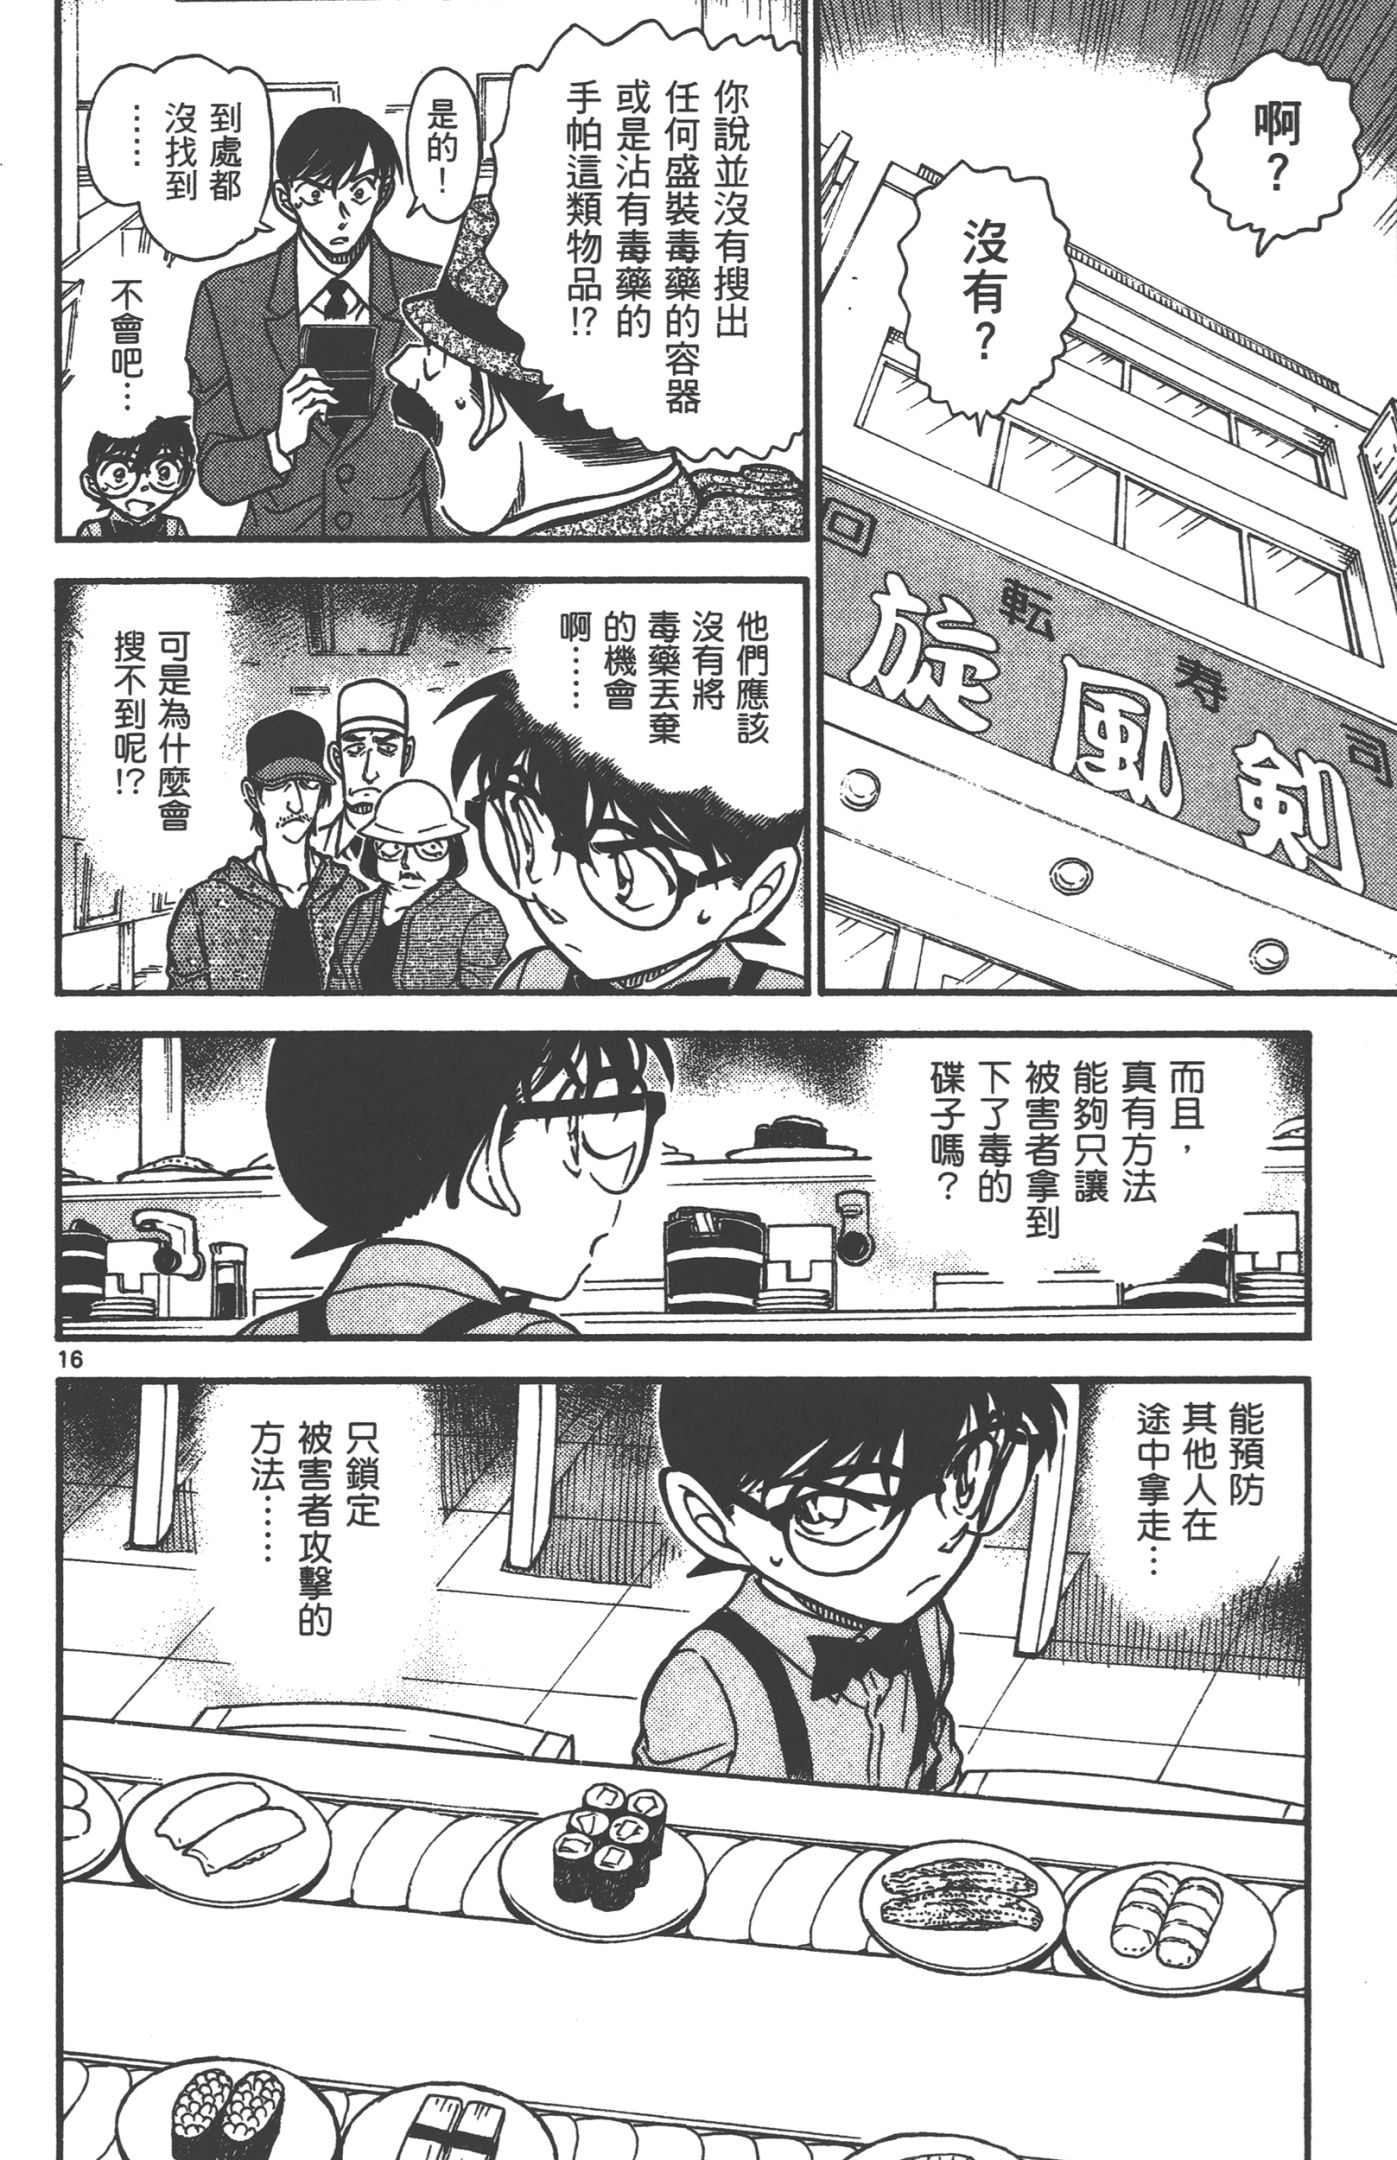 啊？
沒有？
回転寿司
旋風剣
你說並沒有搜出
任何盛裝毒藥的容器
或是沾有毒藥的
手帕這類物品!?
是的！
到處都
沒找到
……
不會吧…
他們應該
沒有將
毒藥丟棄
的機會
啊……
可是為什麼會
搜不到呢!?
而且，
真有方法
能夠只讓
被害者拿到
下了毒的
碟子嗎？
16
能預防
其他人在
途中拿走…
只鎖定
被害者攻擊的
方法……